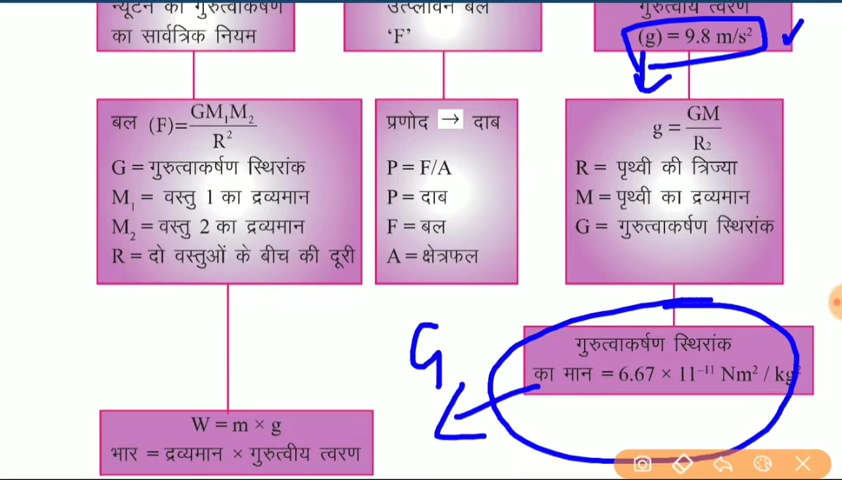 न्यूटन का गुरुत्वाकर्षण
का सार्वत्रिक नियम
उत्प्लावन बल
‘F’
गुरुत्वीय त्वरण
(g) = 9.8 m/s²
बल (F)=GM₁M₂/R²
G = गुरुत्वाकर्षण स्थिरांक
M₁ = वस्तु 1 का द्रव्यमान
M₂ = वस्तु 2 का द्रव्यमान
R = दो वस्तुओं के बीच की दूरी
प्रणोद → दाब
P = F/A
P = दाब
F = बल
A = क्षेत्रफल
g = GM/R₂
R = पृथ्वी की त्रिज्या
M = पृथ्वी का द्रव्यमान
G = गुरुत्वाकर्षण स्थिरांक
G
गुरुत्वाकर्षण स्थिरांक
का मान = 6.67 × 11⁻¹¹ Nm² / kg²
W = m × g
भार = द्रव्यमान × गुरुत्वीय त्वरण